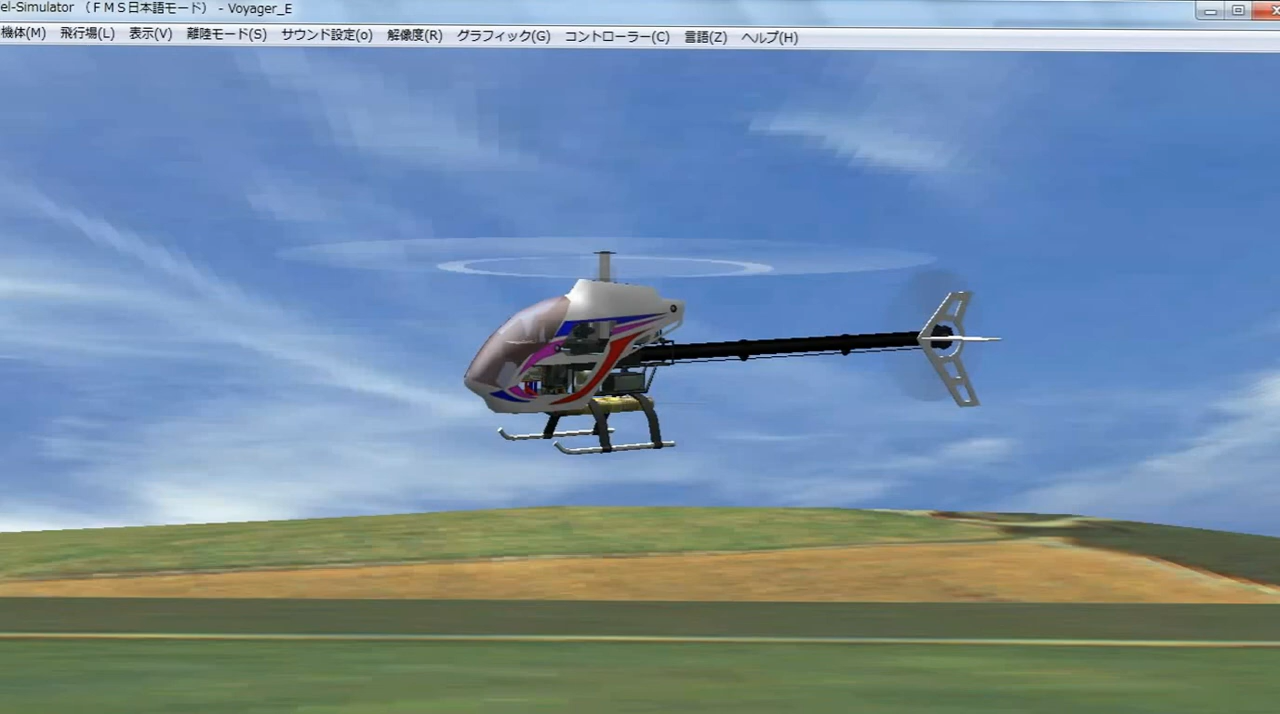 el-Simulator （ＦＭＳ日本語モード） - Voyager_E
機体(M) 飛行場(L) 表示(V) 離陸モード(S) サウンド設定(o) 解像度(R) グラフィック(G) コントローラー(C) 言語(Z) ヘルプ(H)